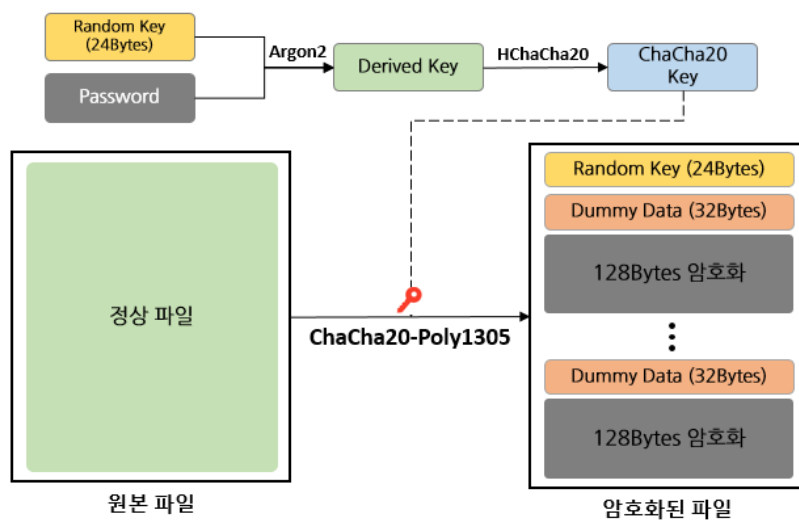 Random Key
(24Bytes)
Password
Argon2
Derived Key
HChaCha20
ChaCha20
Key
정상 파일
원본 파일
ChaCha20-Poly1305
Random Key (24Bytes)
Dummy Data (32Bytes)
128Bytes 암호화
Dummy Data (32Bytes)
128Bytes 암호화
암호화된 파일